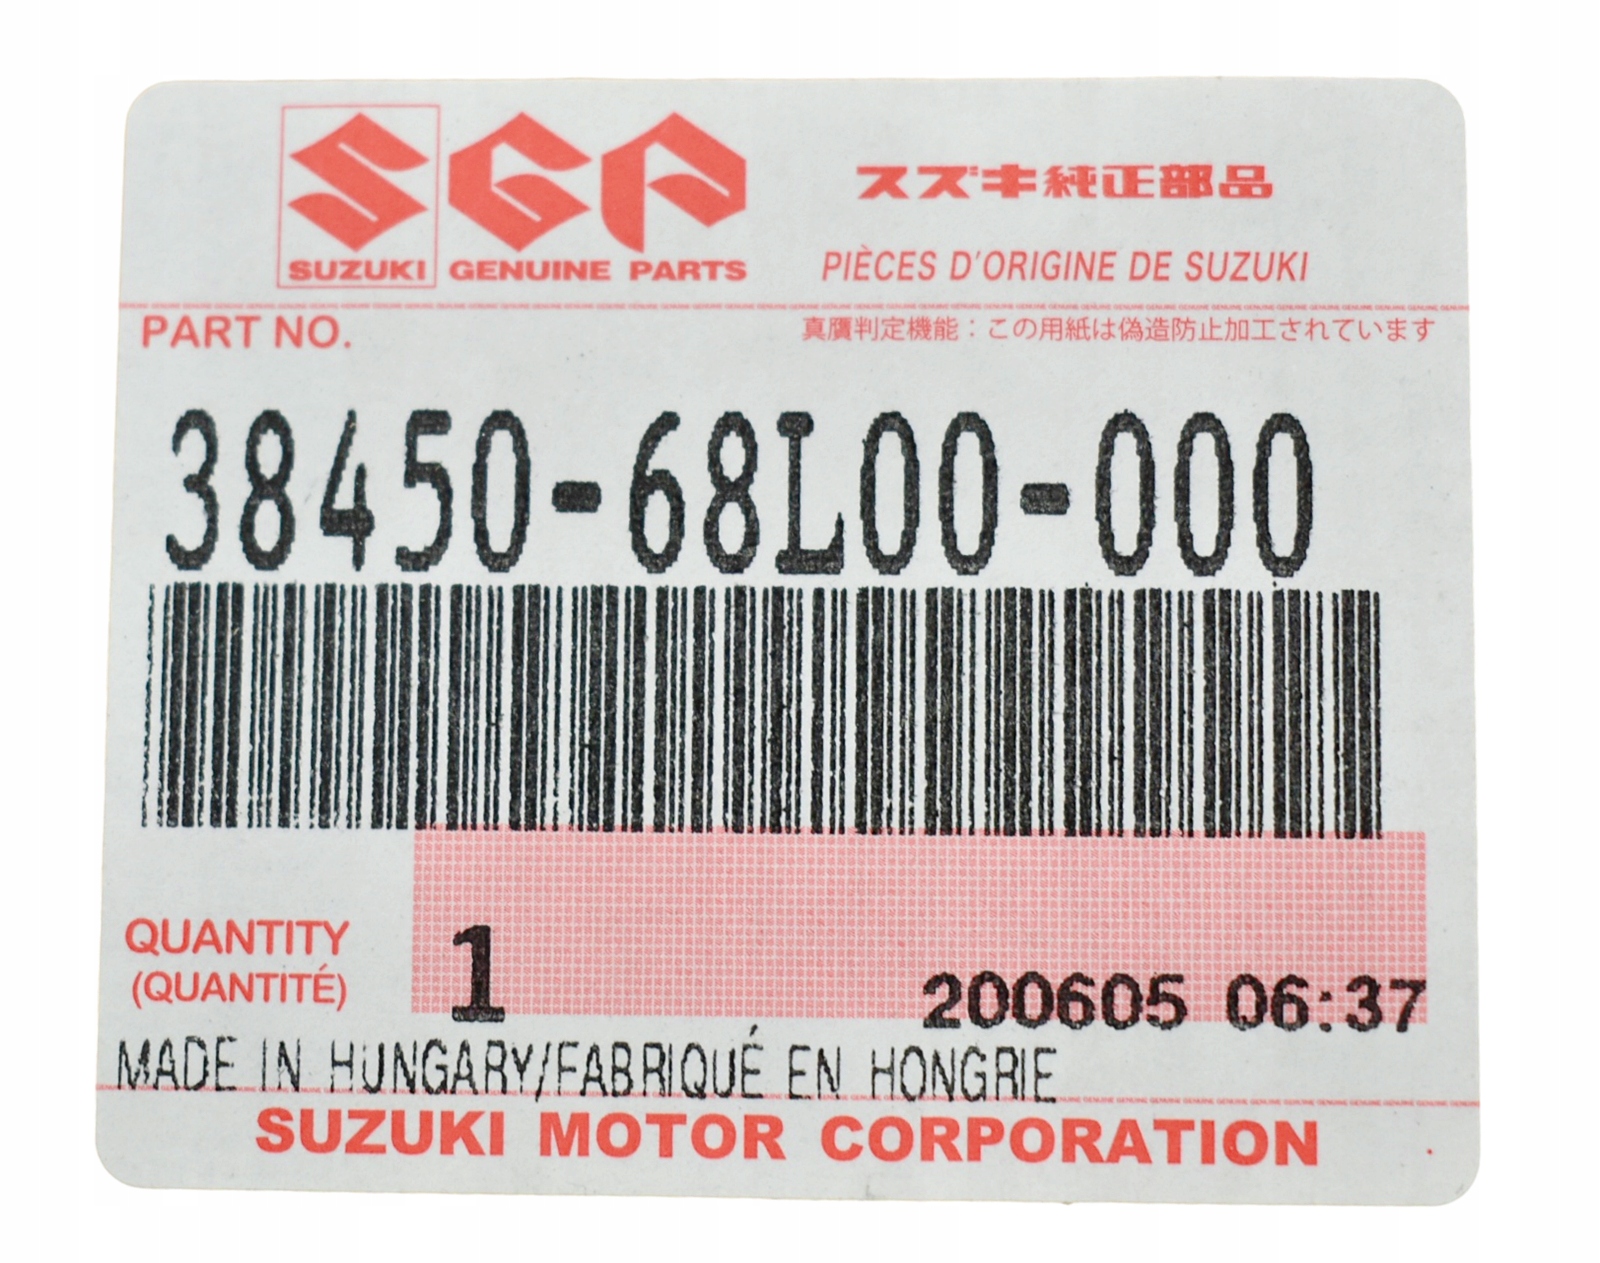 SGP
スズキ純正部品
SUZUKI GENUINE PARTS
PIÈCES D'ORIGINE DE SUZUKI
PART NO.
真贋判定機能：この用紙は偽造防止加工されています
38450-68L00-000
QUANTITY
(QUANTITÉ)
1
200605 06:37
MADE IN HUNGARY/FABRIQUÉ EN HONGRIE
SUZUKI MOTOR CORPORATION